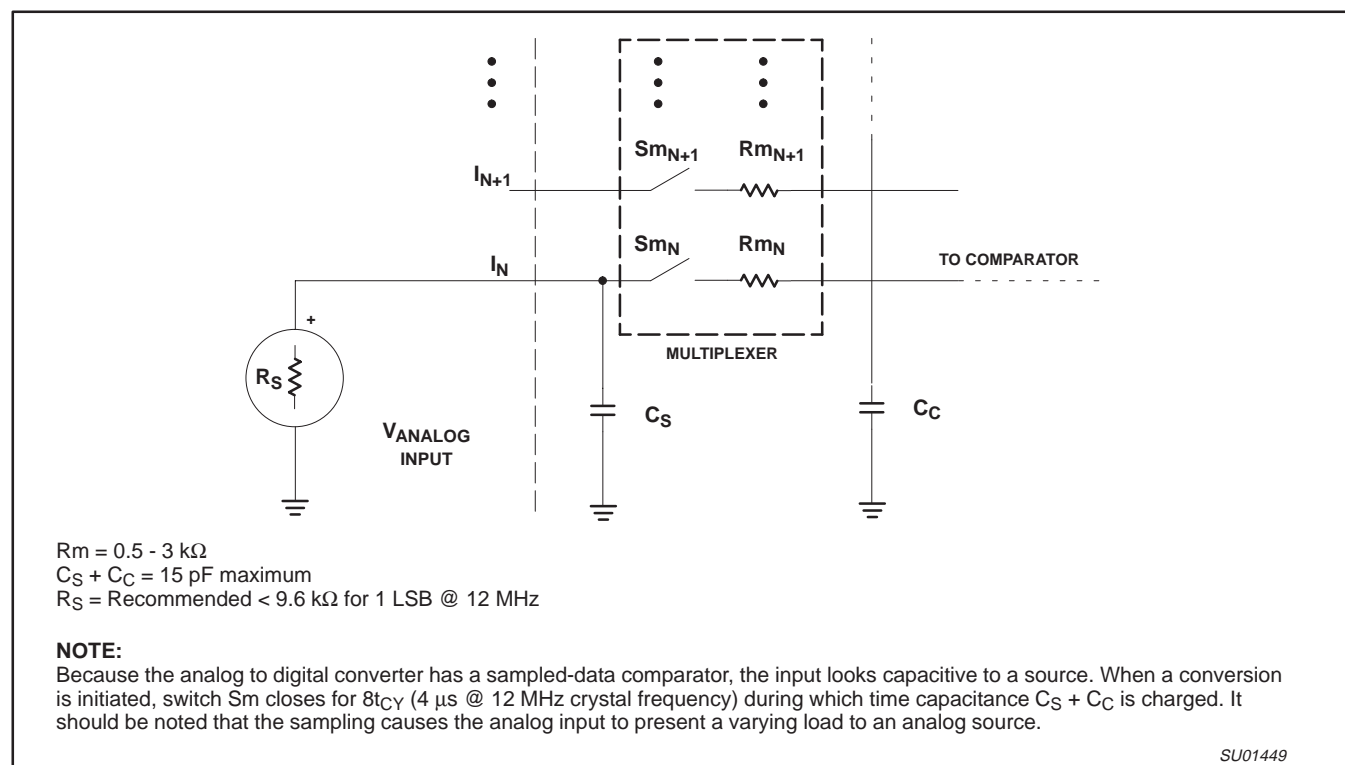 Sm_N+1 Rm_N+1
I_N+1
Sm_N Rm_N
I_N
TO COMPARATOR
+
MULTIPLEXER
R_S
C_S
C_C
V_ANALOG
INPUT
Rm = 0.5 - 3 kΩ
C_S + C_C = 15 pF maximum
R_S = Recommended < 9.6 kΩ for 1 LSB @ 12 MHz
NOTE:
Because the analog to digital converter has a sampled-data comparator, the input looks capacitive to a source. When a conversion
is initiated, switch Sm closes for 8t_CY (4 µs @ 12 MHz crystal frequency) during which time capacitance C_S + C_C is charged. It
should be noted that the sampling causes the analog input to present a varying load to an analog source.
SU01449